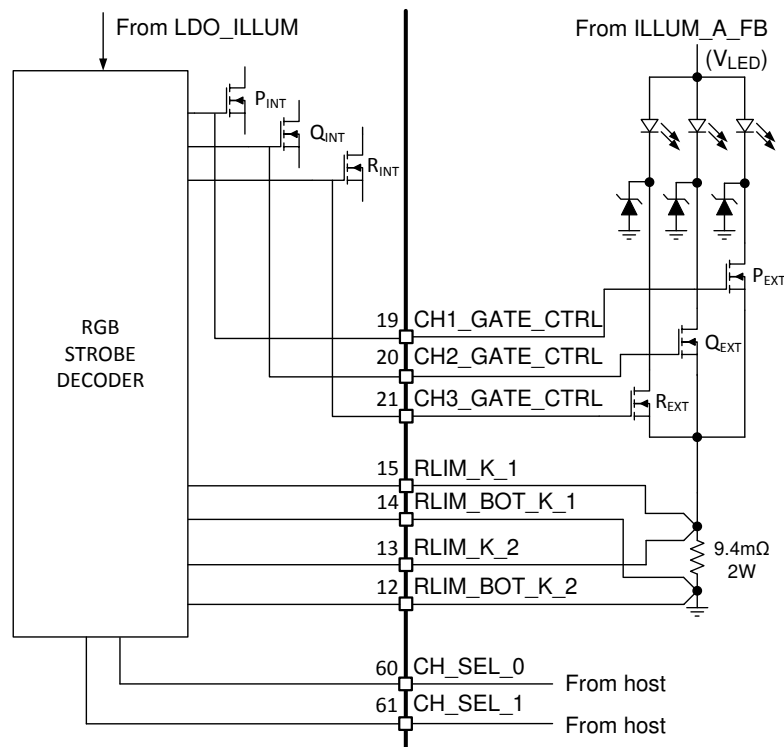 From LDO_ILLUM
From ILLUM_A_FB
(VLED)
PINT
QINT
RINT
PEXT
RGB
STROBE
DECODER
19 CH1_GATE_CTRL
QEXT
20 CH2_GATE_CTRL
21 CH3_GATE_CTRL
REXT
15 RLIM_K_1
14 RLIM_BOT_K_1
13 RLIM_K_2
9.4mΩ
2W
12 RLIM_BOT_K_2
60 CH_SEL_0
From host
61 CH_SEL_1
From host